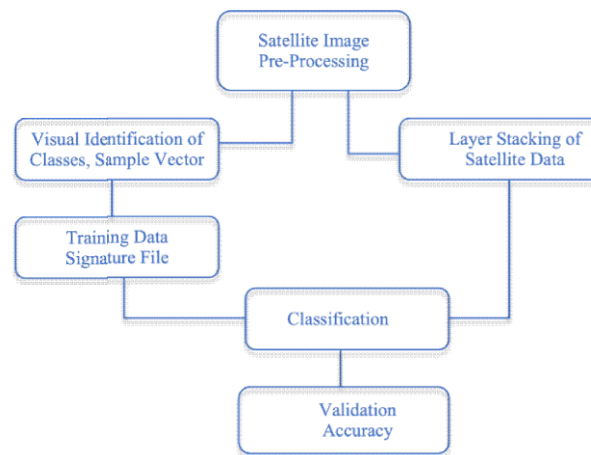 Satellite Image
Pre-Processing
Visual Identification of
Classes, Sample Vector
Layer Stacking of
Satellite Data
Training Data
Signature File
Classification
Validation
Accuracy